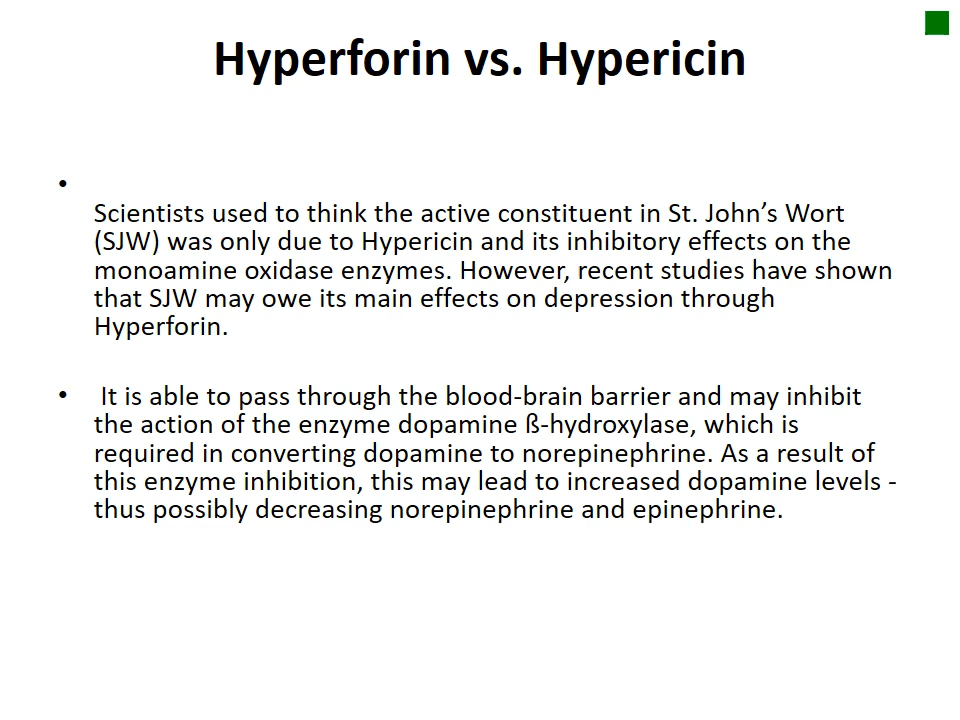 Hyperforin vs. Hypericin
•
Scientists used to think the active constituent in St. John’s Wort
(SJW) was only due to Hypericin and its inhibitory effects on the
monoamine oxidase enzymes. However, recent studies have shown
that SJW may owe its main effects on depression through
Hyperforin.
• It is able to pass through the blood-brain barrier and may inhibit
the action of the enzyme dopamine ß-hydroxylase, which is
required in converting dopamine to norepinephrine. As a result of
this enzyme inhibition, this may lead to increased dopamine levels -
thus possibly decreasing norepinephrine and epinephrine.